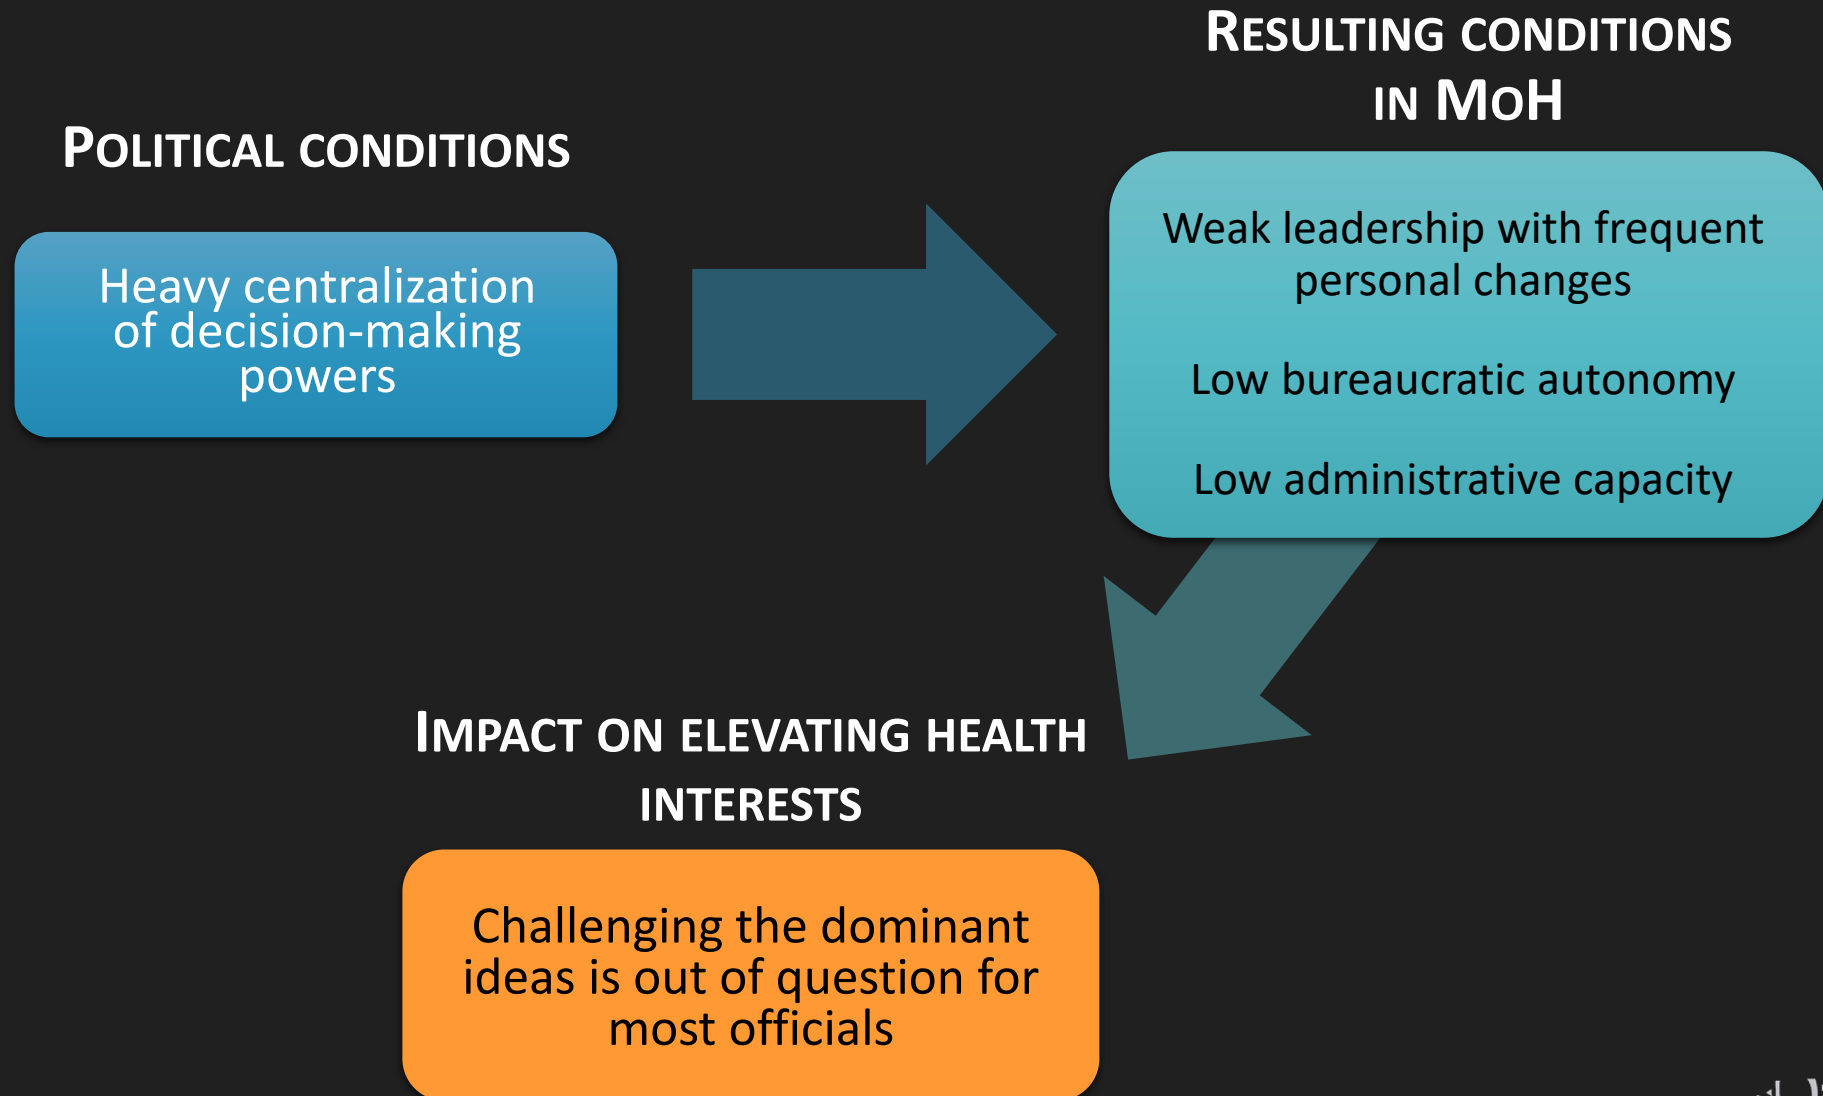 POLITICAL CONDITIONS
Heavy centralization
of decision-making
powers
RESULTING CONDITIONS
IN MOH
Weak leadership with frequent
personal changes
Low bureaucratic autonomy
Low administrative capacity
IMPACT ON ELEVATING HEALTH
INTERESTS
Challenging the dominant
ideas is out of question for
most officials